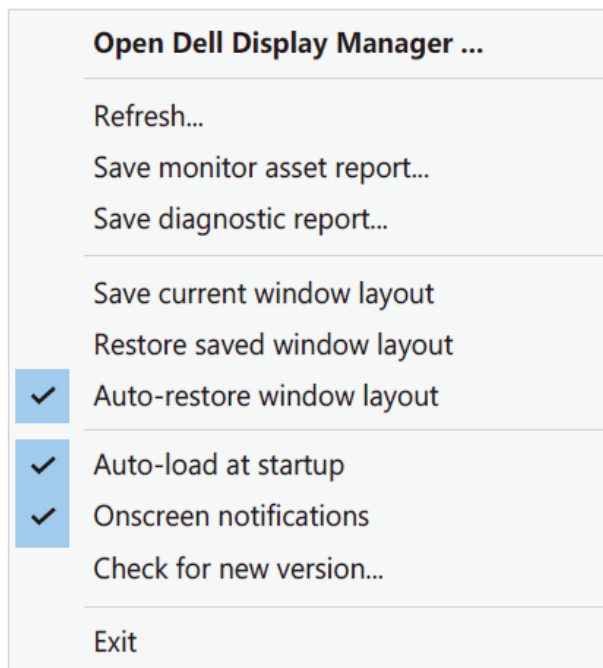 Open Dell Display Manager ...
Refresh...
Save monitor asset report...
Save diagnostic report...
Save current window layout
Restore saved window layout
Auto-restore window layout
Auto-load at startup
Onscreen notifications
Check for new version...
Exit